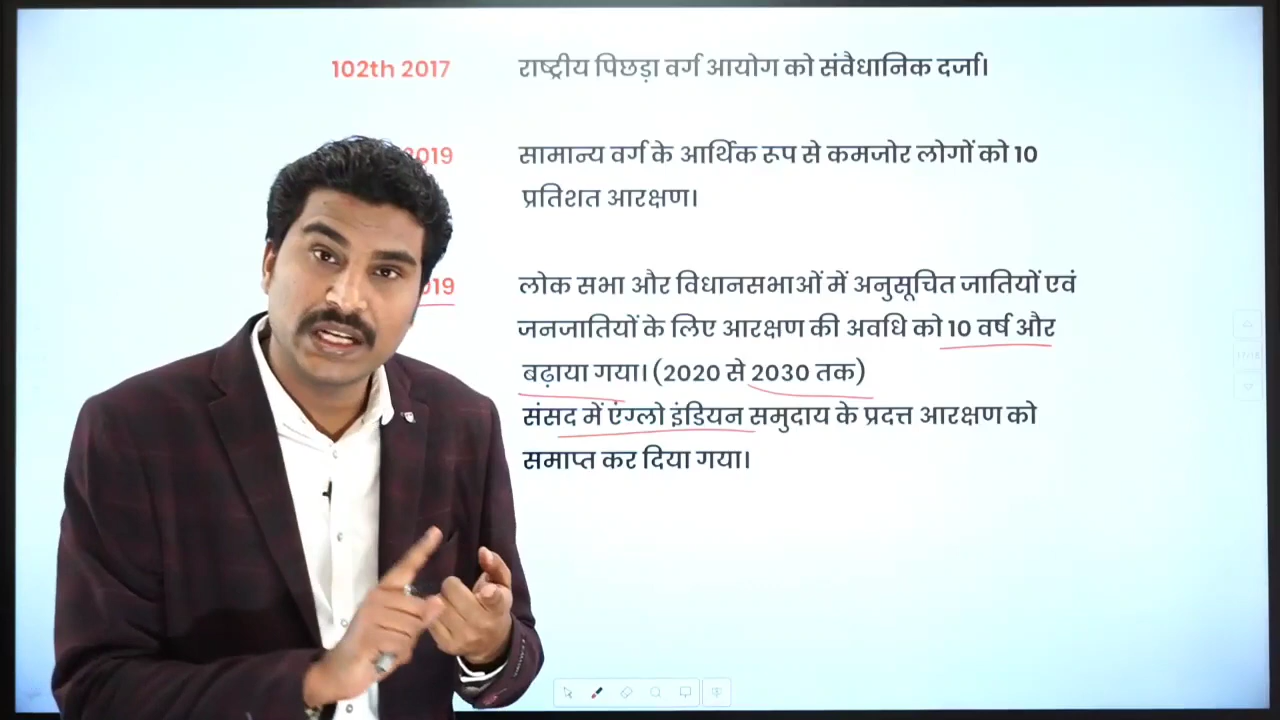 102th 2017 राष्ट्रीय पिछड़ा वर्ग आयोग को संवैधानिक दर्जा।
2019 सामान्य वर्ग के आर्थिक रूप से कमजोर लोगों को 10
प्रतिशत आरक्षण।
019 लोक सभा और विधानसभाओं में अनुसूचित जातियों एवं
जनजातियों के लिए आरक्षण की अवधि को 10 वर्ष और
बढ़ाया गया। (2020 से 2030 तक)
संसद में एंग्लो इंडियन समुदाय के प्रदत्त आरक्षण को
समाप्त कर दिया गया।